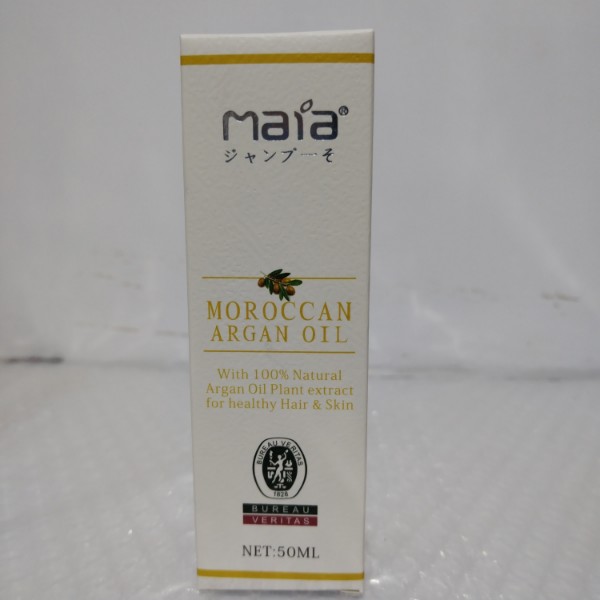 maia®
ジャンプーそ
MOROCCAN
ARGAN OIL
With 100% Natural
Argan Oil Plant extract
for healthy Hair & Skin
BUREAU VERITAS
1828
BUREAU
VERITAS
NET:50ML